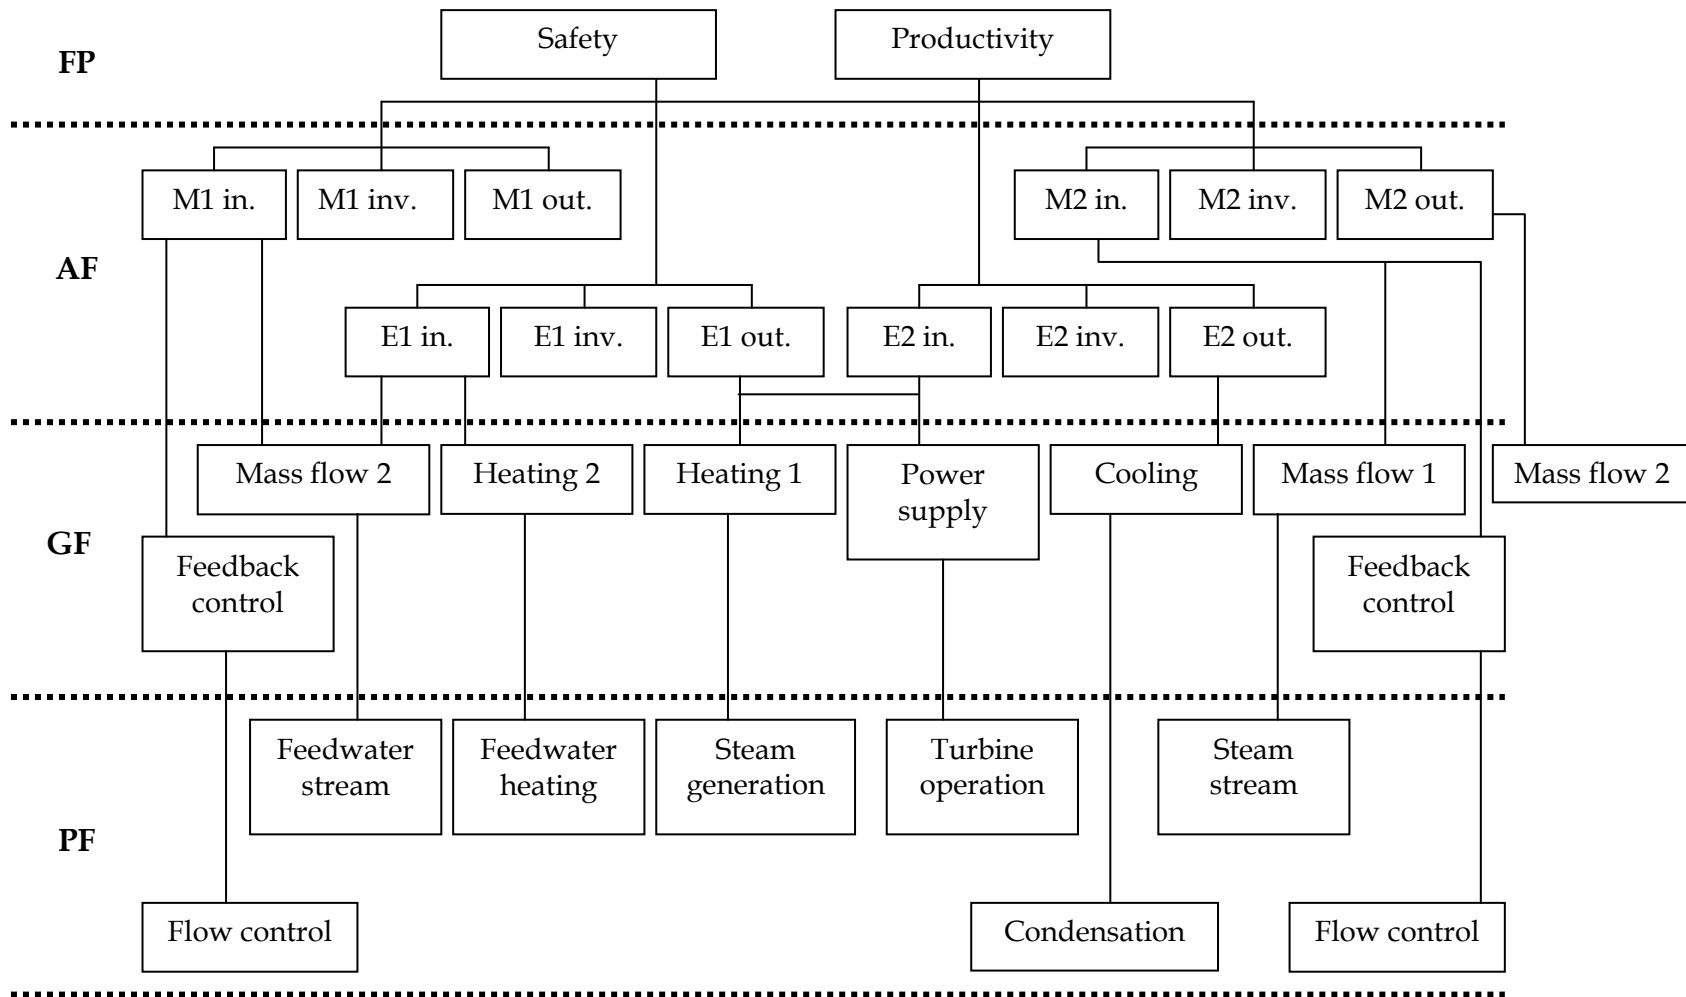 Safety
Productivity
FP
M1 in.
M1 inv.
M1 out.
M2 in.
M2 inv.
M2 out.
AF
E1 in.
E1 inv.
E1 out.
E2 in.
E2 inv.
E2 out.
Mass flow 2
Heating 2
Heating 1
Power
supply
Cooling
Mass flow 1
Mass flow 2
GF
Feedback
control
Feedback
control
Feedwater
stream
Feedwater
heating
Steam
generation
Turbine
operation
Steam
stream
PF
Flow control
Condensation
Flow control